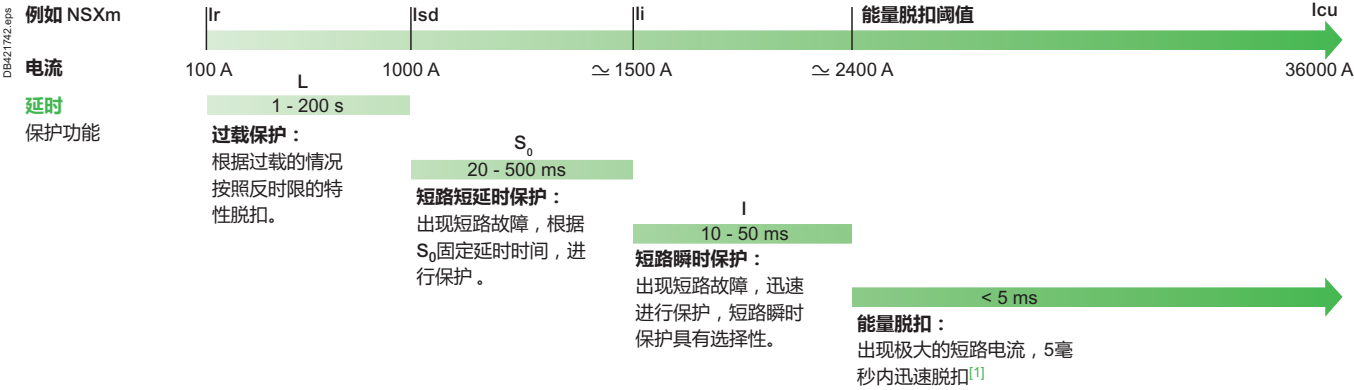 DB421742.eps
例如 NSXm
Ir
Isd
Ii
能量脱扣阈值
Icu
电流
100 A
1000 A
≃ 1500 A
≃ 2400 A
36000 A
延时
保护功能
L
1 - 200 s
过载保护：
根据过载的情况
按照反时限的特
性脱扣。
S₀
20 - 500 ms
短路短延时保护：
出现短路故障，根据
S₀固定延时时间，进
行保护。
I
10 - 50 ms
短路瞬时保护：
出现短路故障，迅速
进行保护，短路瞬时
保护具有选择性。
< 5 ms
能量脱扣：
出现极大的短路电流，5毫
秒内迅速脱扣[1]